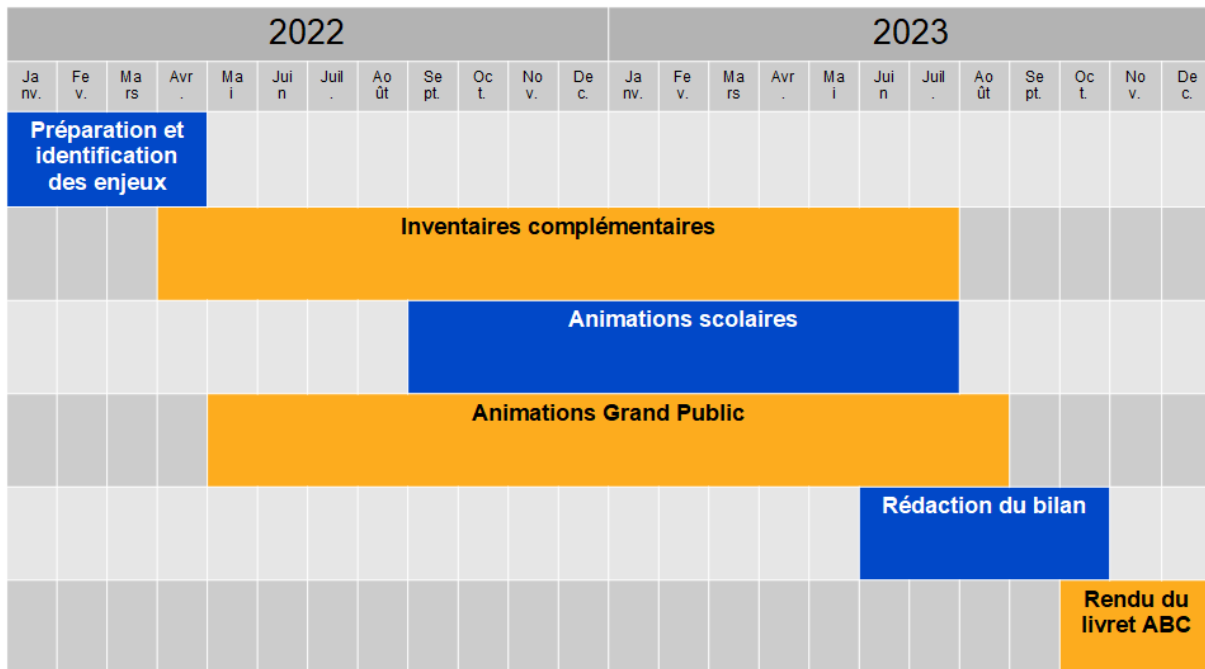 2022 2023
Ja Fe Ma Avr Ma Jui Juil Ao Se Oc No De Ja Fe Ma Avr Ma Jui Juil Ao Se Oc No De
nv. v. rs . i n . ût pt. t. v. c. nv. v. rs . i n . ût pt. t. v. c.
Préparation et
identification
des enjeux
Inventaires complémentaires
Animations scolaires
Animations Grand Public
Rédaction du bilan
Rendu du
livret ABC